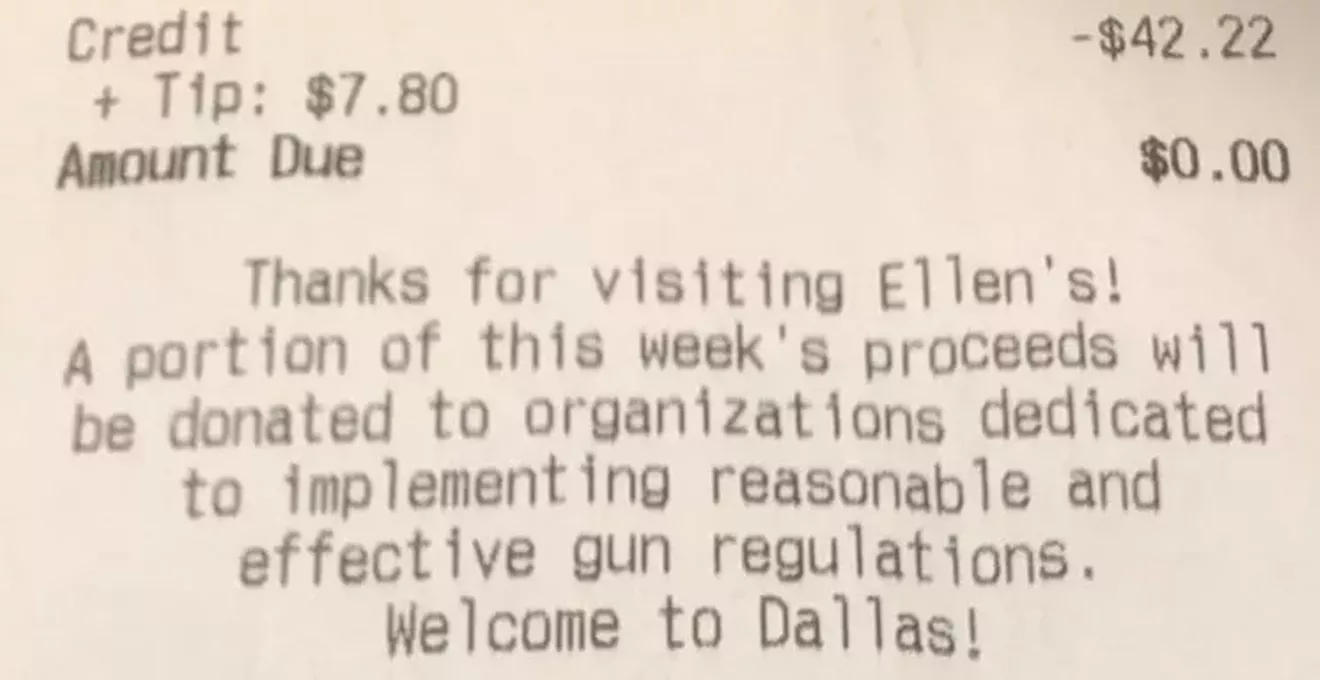 Credit -$42.22
+ Tip: $7.80
Amount Due $0.00
Thanks for visiting Ellen's!
A portion of this week's proceeds will
be donated to organizations dedicated
to implementing reasonable and
effective gun regulations.
Welcome to Dallas!